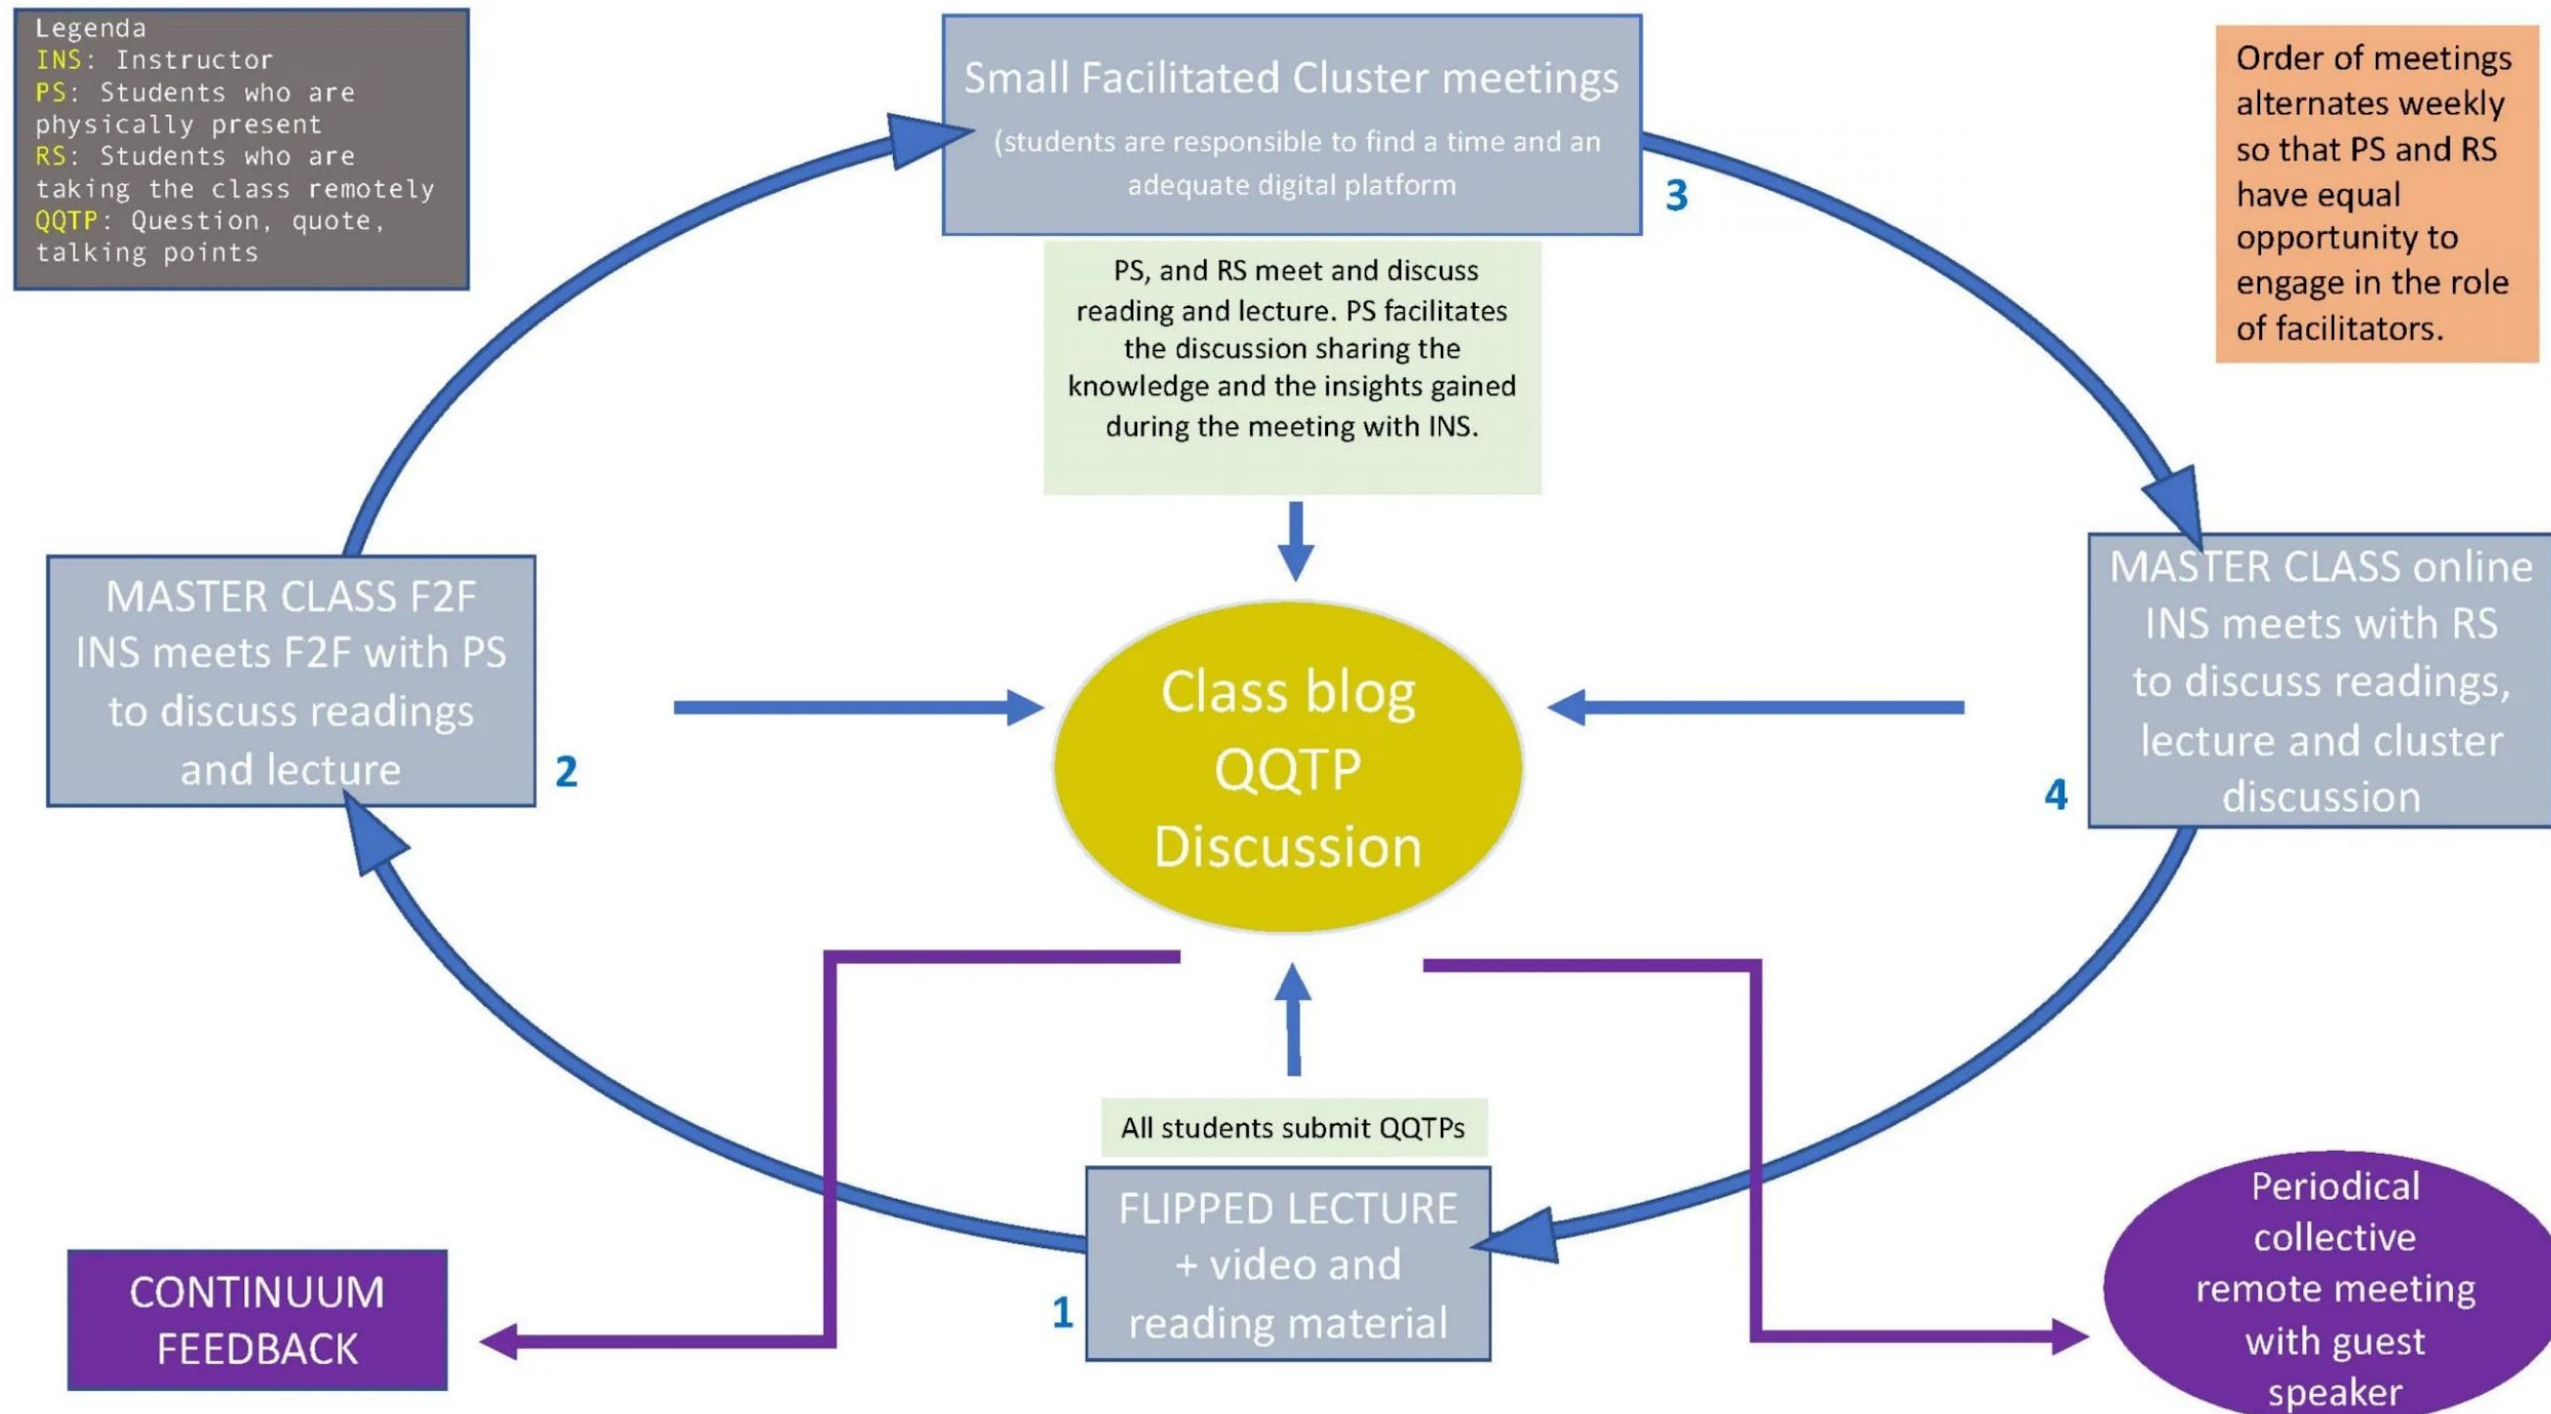 Legenda
INS: Instructor
PS: Students who are
physically present
RS: Students who are
taking the class remotely
QQTP: Question, quote,
talking points
Small Facilitated Cluster meetings
(students are responsible to find a time and an
adequate digital platform
3
Order of meetings
alternates weekly
so that PS and RS
have equal
opportunity to
engage in the role
of facilitators.
PS, and RS meet and discuss
reading and lecture. PS facilitates
the discussion sharing the
knowledge and the insights gained
during the meeting with INS.
MASTER CLASS F2F
INS meets F2F with PS
to discuss readings
and lecture
2
Class blog
QQTP
Discussion
MASTER CLASS online
INS meets with RS
to discuss readings,
lecture and cluster
discussion
4
All students submit QQTPs
FLIPPED LECTURE
+ video and
reading material
1
CONTINUUM
FEEDBACK
Periodical
collective
remote meeting
with guest
speaker